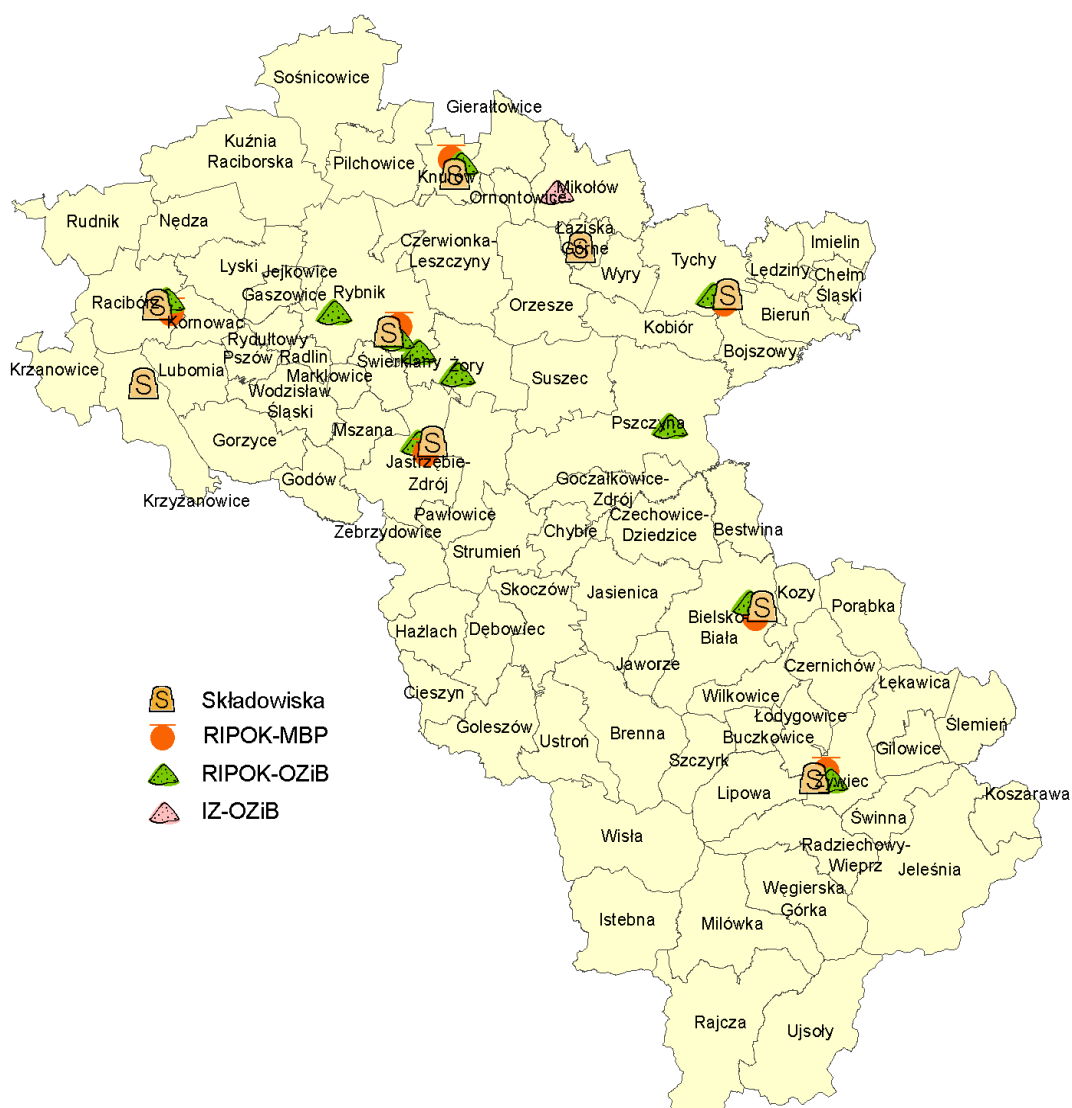 Sośnicowice
Gierałtowice
Kuźnia
Raciborska
Pilchowice
Knurów
Ornontowice
Mikołów
Rudnik
Nędza
Łaziska
Górne
Imielin
Czerwionka-
Leszczyny
Tychy
Lędziny
Wyry
Chełm
Śląski
Lyski
Jejkowice
Gaszowice
Rybnik
Racibórz
Orzesze
Bieruń
Kornowac
Kobiór
Rydułtowy
Bojszowy
Pszów
Radlin
Świerklany
Żory
Krzanowice
Lubomia
Marklowice
Suszec
Wodzisław
Śląski
Pszczyna
Gorzyce
Mszana
Jastrzębie-
Zdrój
Godów
Goczałkowice-
Zdrój
Krzyżanowice
Pawłowice
Czechowice-
Dziedzice
Zebrzydowice
Chybie
Bestwina
Strumień
Skoczów
Jasienica
Kozy
Porąbka
Hażlach
Dębowiec
Bielsko-
Biała
Jaworze
Czernichów
Łękawica
Cieszyn
Wilkowice
Składowiska
Łodygowice
Ślemień
Goleszów
Ustroń
Brenna
Buczkowice
RIPOK-MBP
Gilowice
Szczyrk
RIPOK-OZiB
Żywiec
Lipowa
Koszarawa
IZ-OZiB
Świnna
Wisła
Radziechowy-
Wieprz
Jeleśnia
Węgierska
Górka
Istebna
Milówka
Rajcza
Ujsoły
S
S
S
S
S
S
S
S
S
S